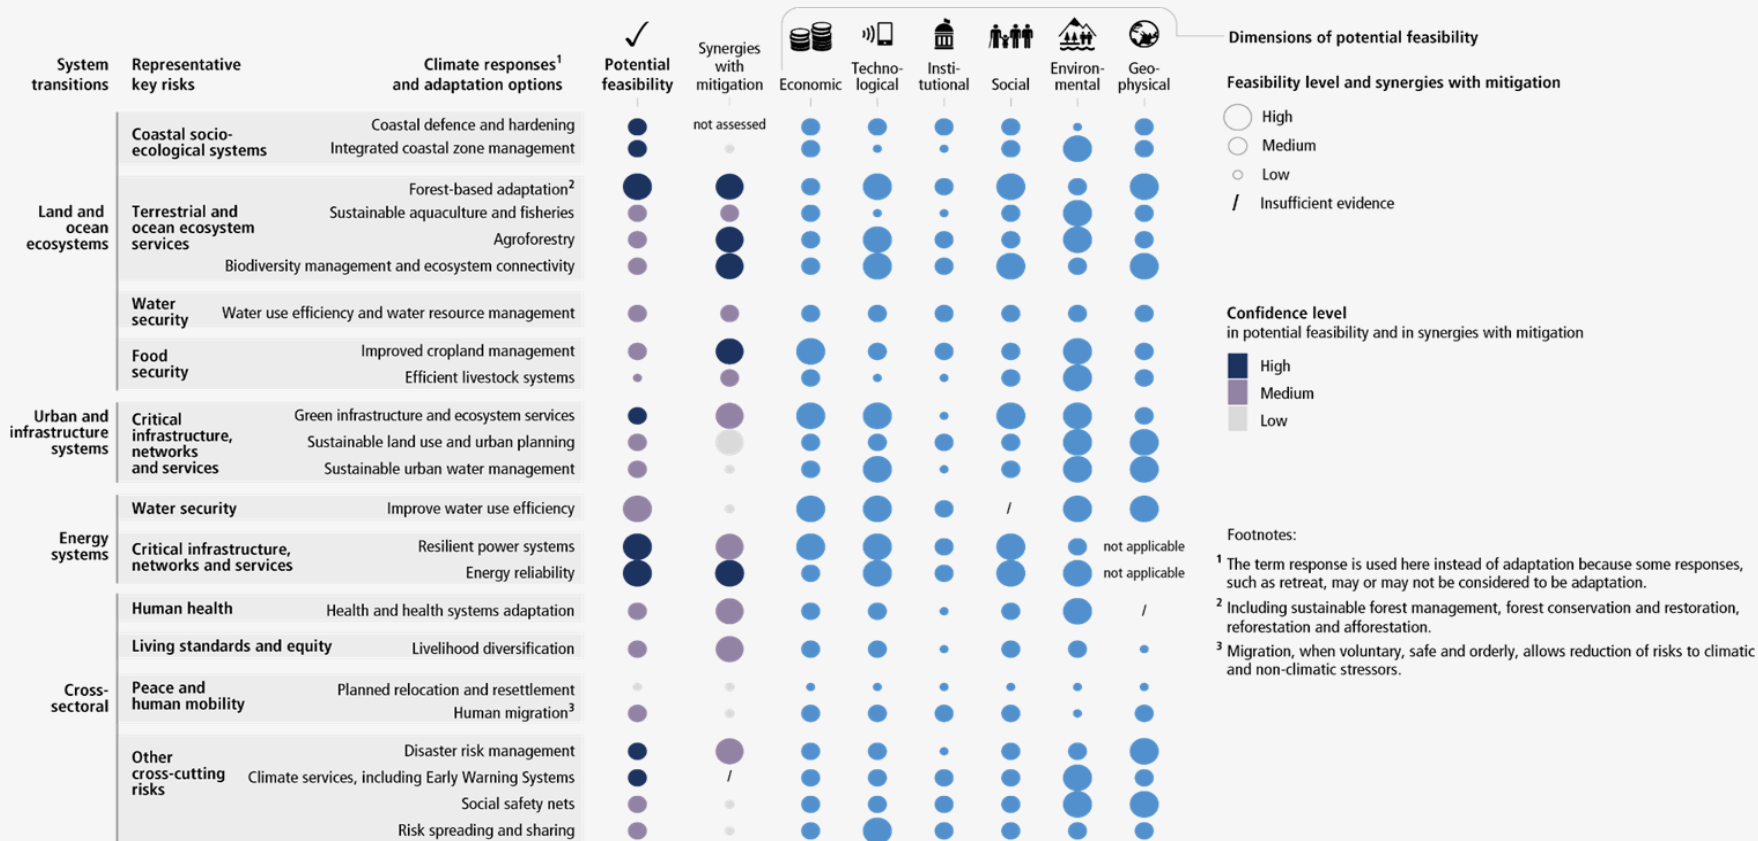 System
transitions
Representative
key risks
Climate responses1
and adaptation options
Potential
feasibility
Synergies
with
mitigation
Economic
Techno-
logical
Insti-
tutional
Social
Environ-
mental
Geo-
physical
Dimensions of potential feasibility
Feasibility level and synergies with mitigation
High
Medium
Low
/ Insufficient evidence
Confidence level
in potential feasibility and in synergies with mitigation
High
Medium
Low
Land and
ocean
ecosystems
Coastal socio-
ecological systems
Coastal defence and hardening
not assessed
Integrated coastal zone management
Terrestrial and
ocean ecosystem
services
Forest-based adaptation2
Sustainable aquaculture and fisheries
Agroforestry
Biodiversity management and ecosystem connectivity
Water
security
Water use efficiency and water resource management
Food
security
Improved cropland management
Efficient livestock systems
Urban and
infrastructure
systems
Critical
infrastructure,
networks
and services
Green infrastructure and ecosystem services
Sustainable land use and urban planning
Sustainable urban water management
Energy
systems
Water security
Improve water use efficiency
/
Critical infrastructure,
networks and services
Resilient power systems
not applicable
Energy reliability
not applicable
Cross-
sectoral
Human health
Health and health systems adaptation
/
Living standards and equity
Livelihood diversification
Peace and
human mobility
Planned relocation and resettlement
Human migration3
Other
cross-cutting
risks
Disaster risk management
Climate services, including Early Warning Systems
/
Social safety nets
Risk spreading and sharing
Footnotes:
1 The term response is used here instead of adaptation because some responses,
such as retreat, may or may not be considered to be adaptation.
2 Including sustainable forest management, forest conservation and restoration,
reforestation and afforestation.
3 Migration, when voluntary, safe and orderly, allows reduction of risks to climatic
and non-climatic stressors.